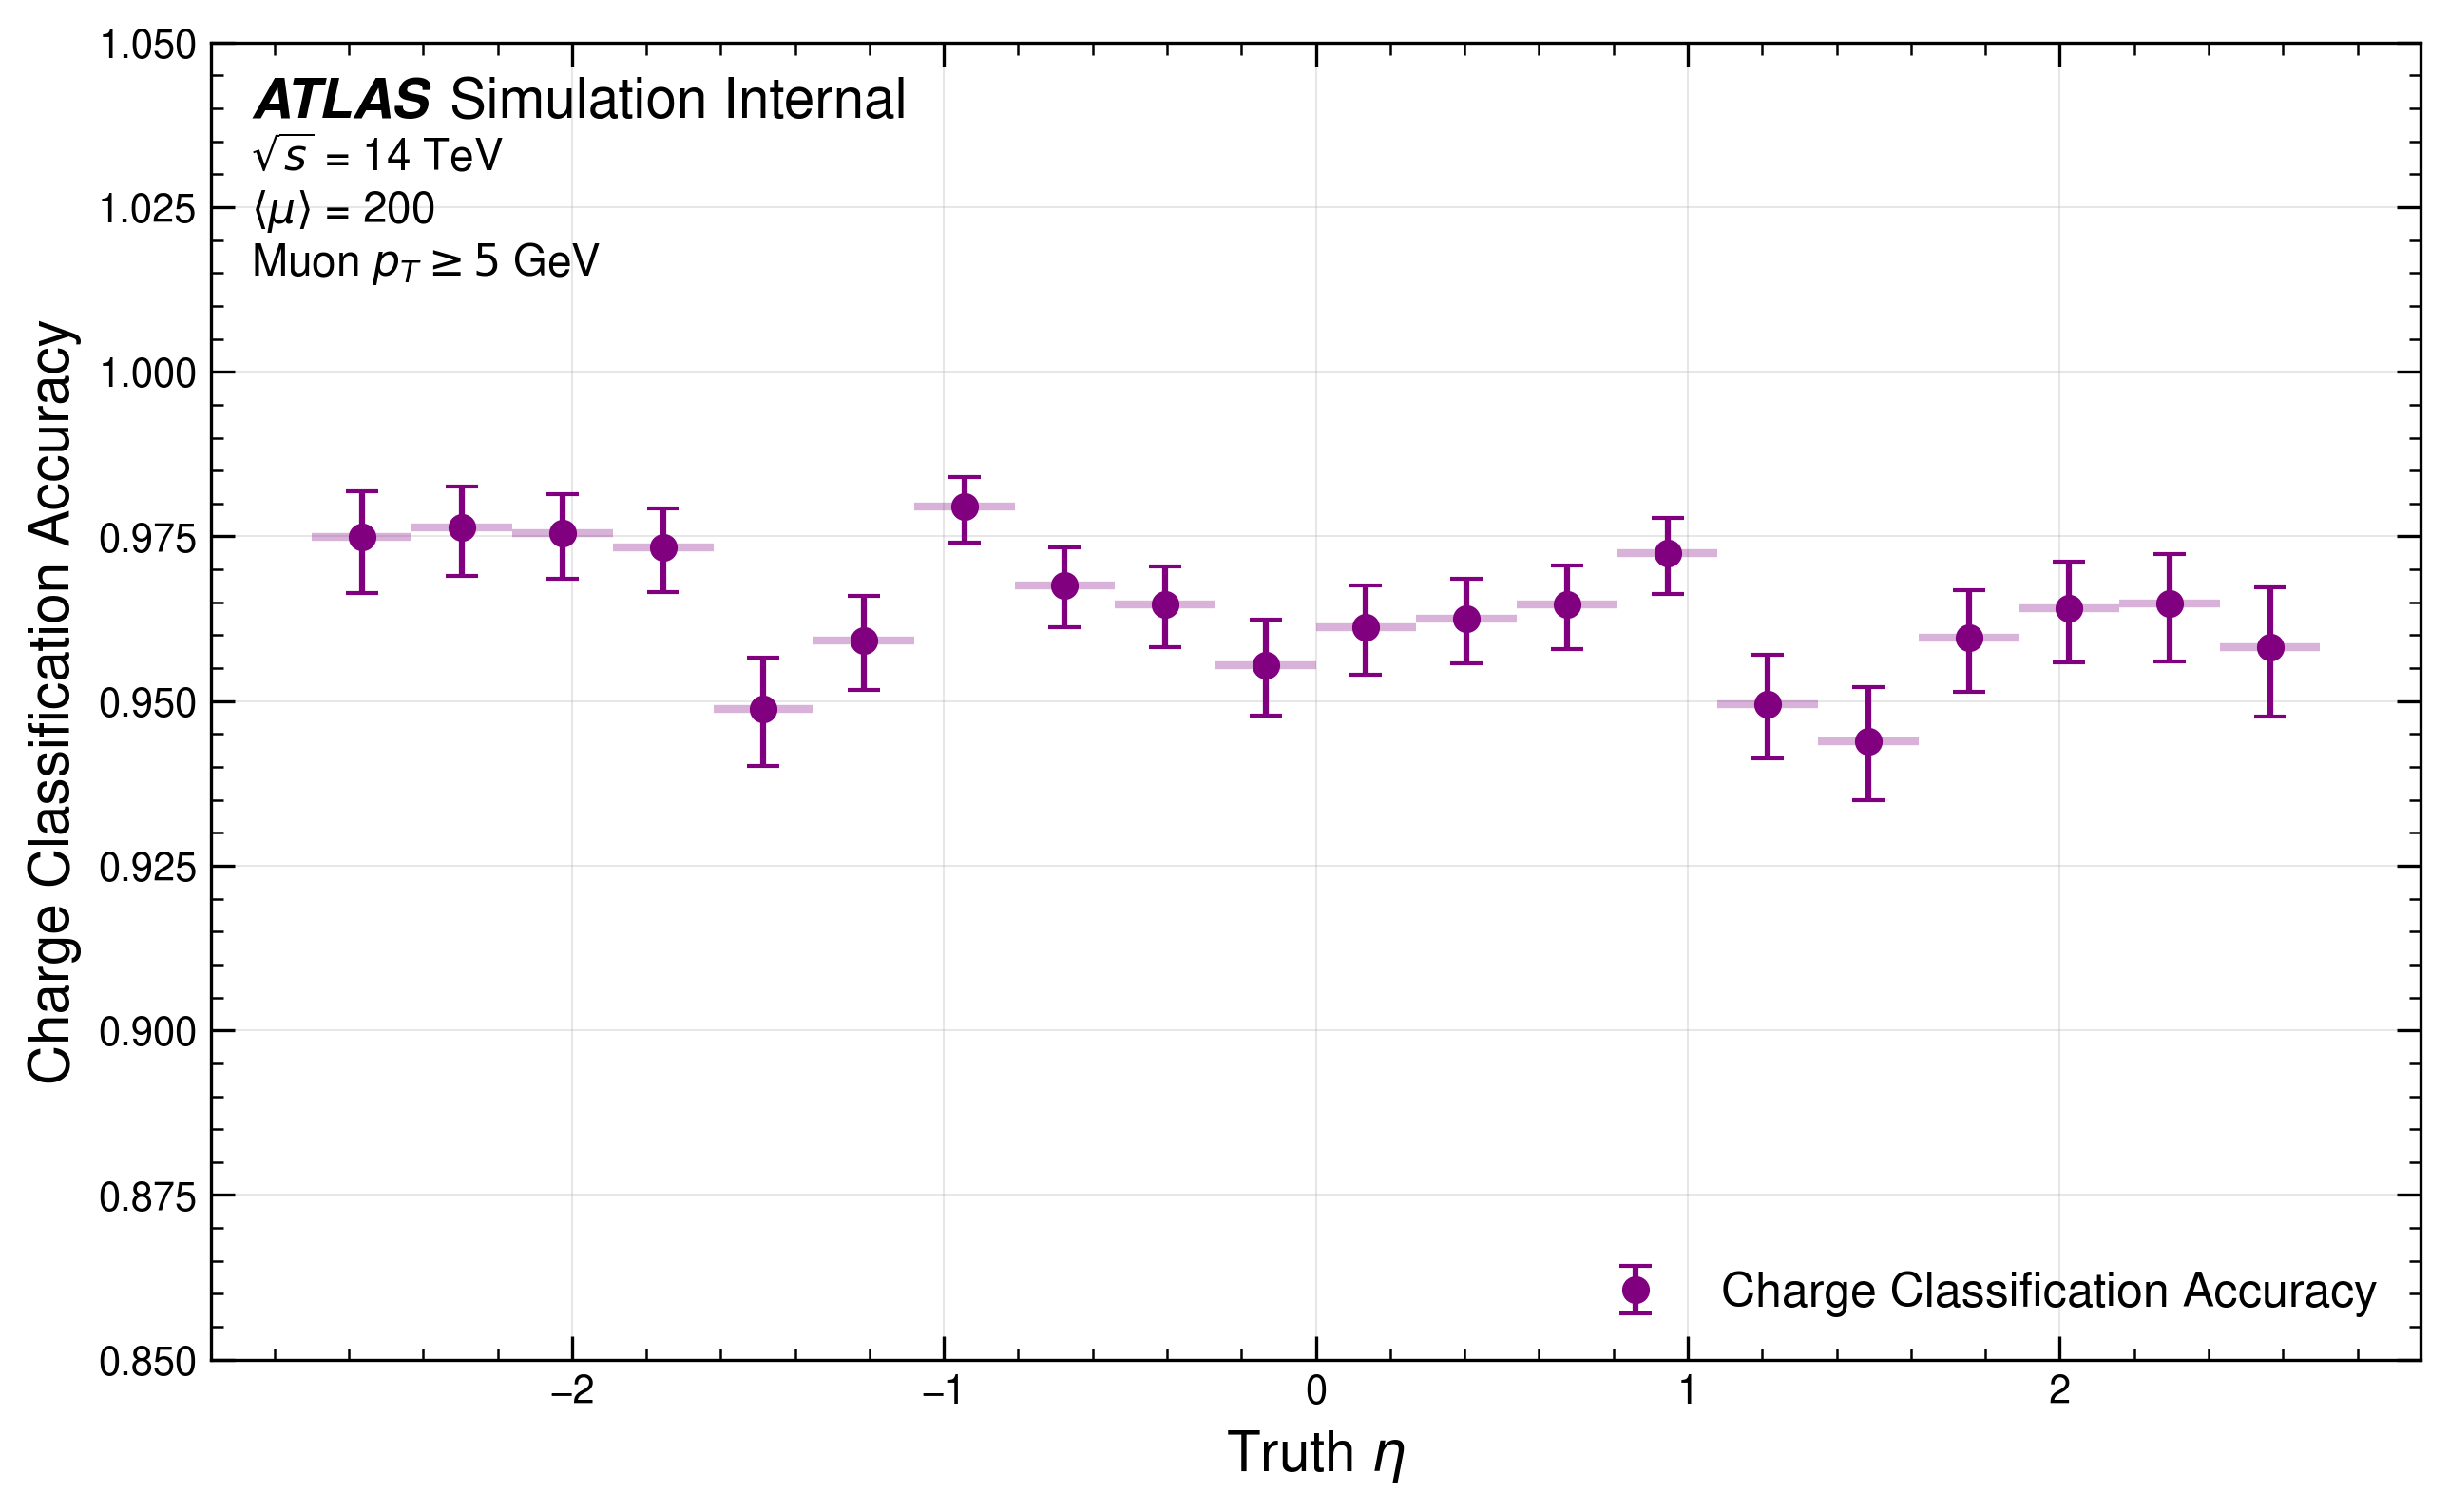 ATLAS Simulation Internal
√s = 14 TeV
⟨μ⟩ = 200
Muon p_T ≥ 5 GeV
Charge Classification Accuracy
1.050
1.025
1.000
0.975
0.950
0.925
0.900
0.875
0.850
Charge Classification Accuracy
−2 −1 0 1 2
Truth η